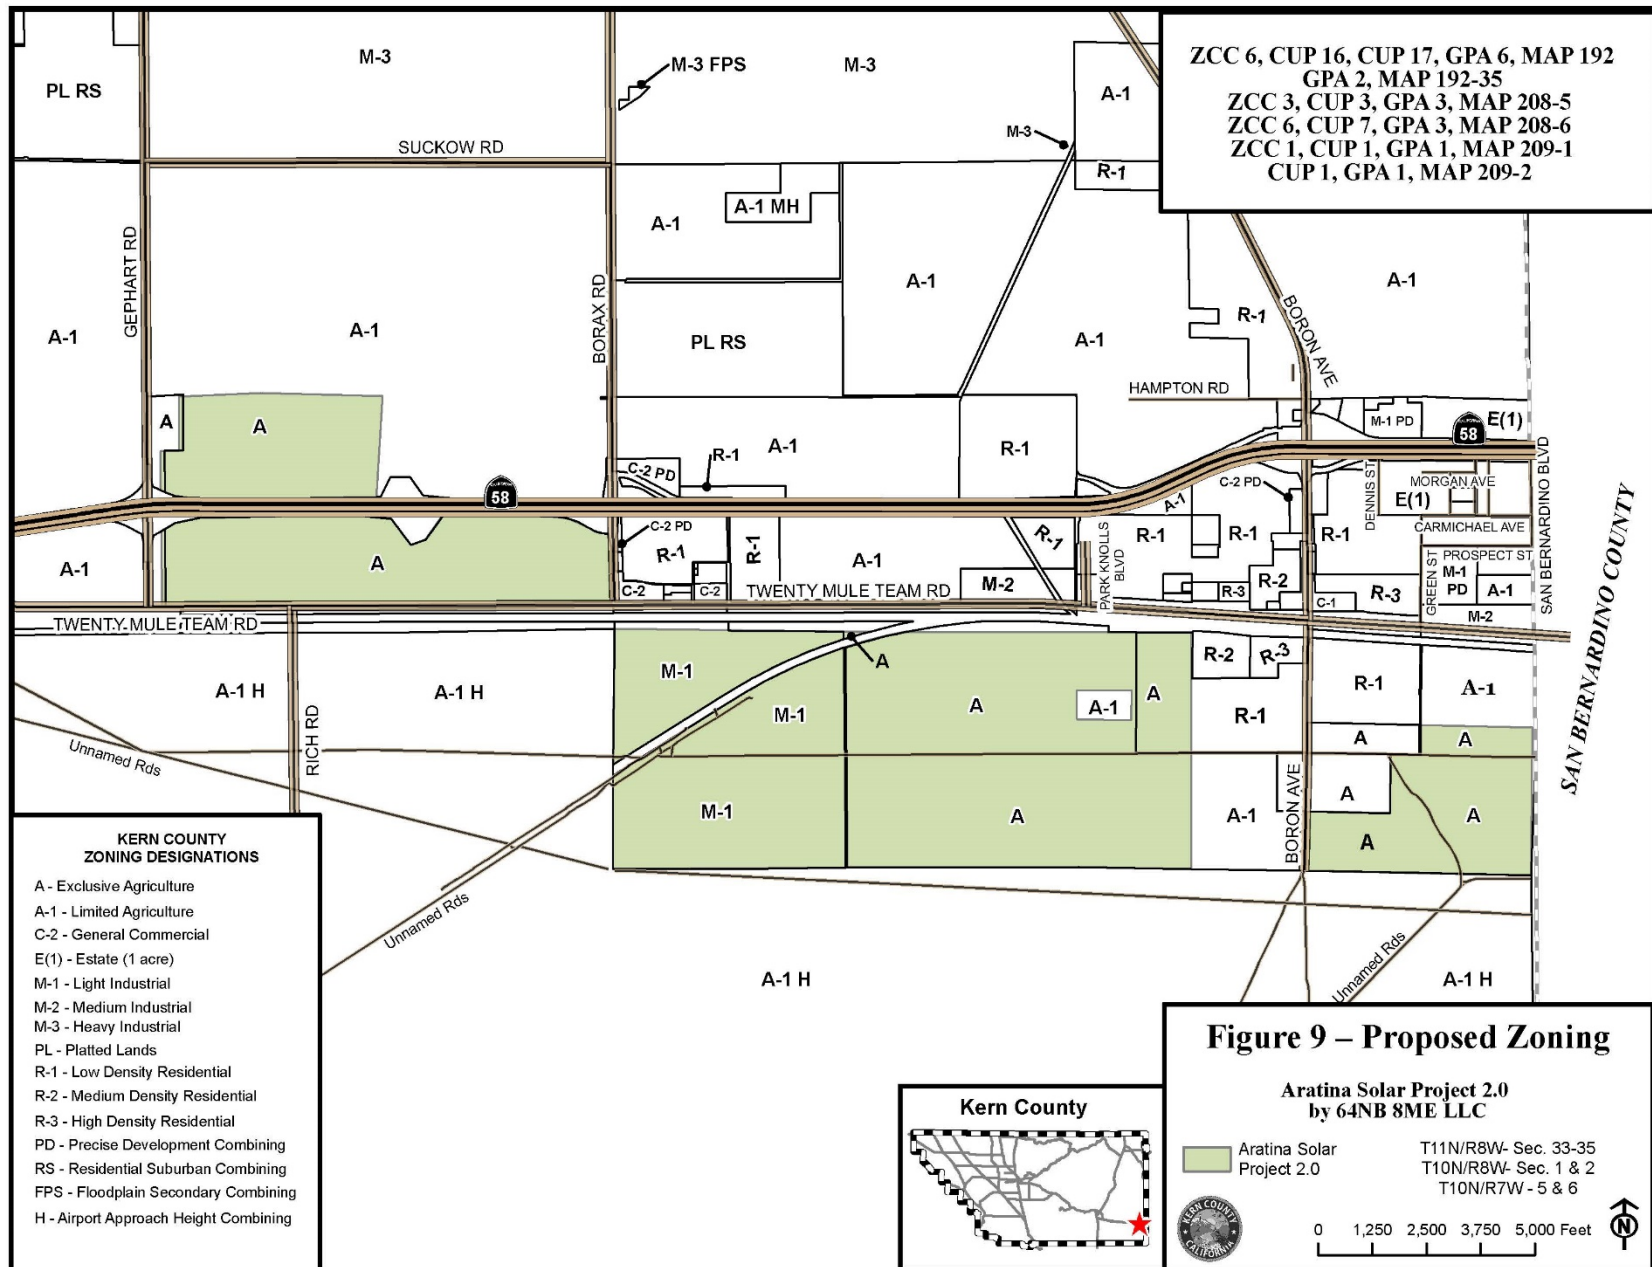 ZCC 6, CUP 16, CUP 17, GPA 6, MAP 192
GPA 2, MAP 192-35
ZCC 3, CUP 3, GPA 3, MAP 208-5
ZCC 6, CUP 7, GPA 3, MAP 208-6
ZCC 1, CUP 1, GPA 1, MAP 209-1
CUP 1, GPA 1, MAP 209-2
PL RS
M-3
M-3 FPS
M-3
A-1
M-3
R-1
SUCKOW RD
GEPHART RD
BORAX RD
A-1
A-1
A-1
A-1 MH
PL RS
A-1
A-1
R-1
BORON AVE
A-1
HAMPTON RD
A
A
C-2 PD
R-1
A-1
R-1
M-1 PD
58
E(1)
58
C-2 PD
DENNIS ST
MORGAN AVE
E(1)
CARMICHAEL AVE
SAN BERNARDINO BLVD
SAN BERNARDINO COUNTY
A-1
A
C-2 PD
R-1
R-1
A-1
R-1
A-1
R-1
R-1
R-1
PARK KNOLLS
BLVD
PROSPECT ST
GREEN ST
M-1
PD
A-1
M-2
C-2
C-2
TWENTY MULE TEAM RD
M-2
R-3
R-2
C-1
R-3
TWENTY MULE TEAM RD
A-1 H
A-1 H
RICH RD
Unnamed Rds
M-1
M-1
A
A
A-1
A
R-2
R-3
R-1
R-1
A-1
A
A
M-1
A
A-1
BORON AVE
A
A
A
Unnamed Rds
A-1 H
Unnamed Rds
A-1 H
KERN COUNTY
ZONING DESIGNATIONS
A - Exclusive Agriculture
A-1 - Limited Agriculture
C-2 - General Commercial
E(1) - Estate (1 acre)
M-1 - Light Industrial
M-2 - Medium Industrial
M-3 - Heavy Industrial
PL - Platted Lands
R-1 - Low Density Residential
R-2 - Medium Density Residential
R-3 - High Density Residential
PD - Precise Development Combining
RS - Residential Suburban Combining
FPS - Floodplain Secondary Combining
H - Airport Approach Height Combining
Kern County
Figure 9 – Proposed Zoning
Aratina Solar Project 2.0
by 64NB 8ME LLC
Aratina Solar
Project 2.0
T11N/R8W- Sec. 33-35
T10N/R8W- Sec. 1 & 2
T10N/R7W - 5 & 6
KERN COUNTY
CALIFORNIA
0 1,250 2,500 3,750 5,000 Feet
N